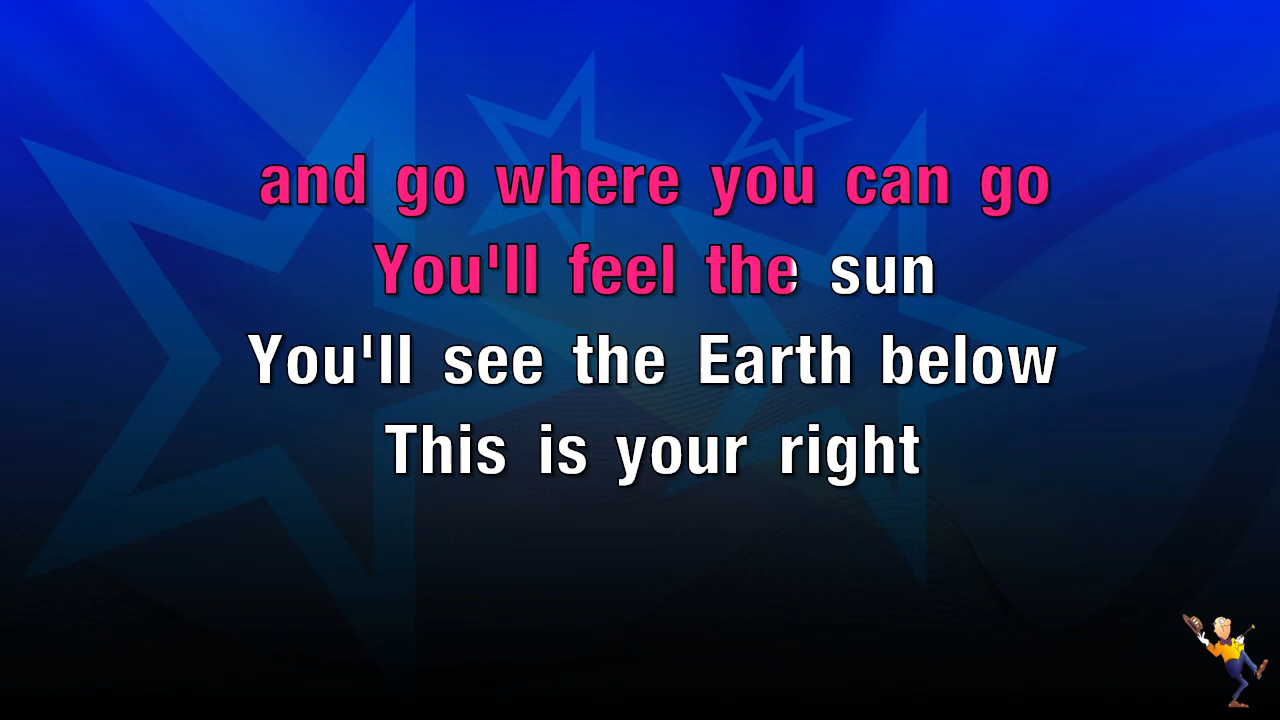 and go where you can go
You'll feel the sun
You'll see the Earth below
This is your right